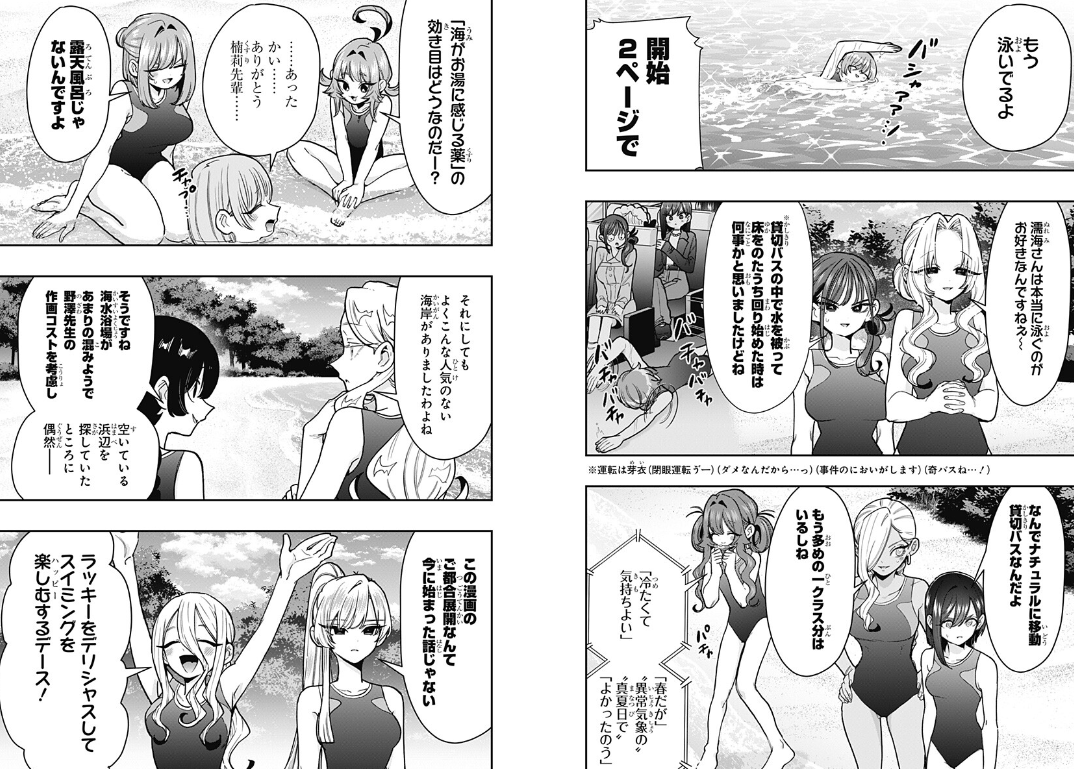 もう
泳いでるよ
バシャ
ァ
ァ
開始
2ページで
濡海さんは本当に泳ぐのが
お好きなんですねぇ〜
※貸切バスの中で水を被って
床をのたうち回り始めた時は
何事かと思いましたけどね
ゴロゴロ
※運転は芽衣(閉眼運転ゔー)(ダメなんだから…っ)(事件のにおいがします)(奇バスね…!)
なんでナチュラルに移動
貸切バスなんだよ
もう多めの一クラス分は
いるしね
パァ
「冷たくて
気持ちよい」
「春だが」
“異常気象の”
“真夏日で”
「よかったのう」
「海がお湯に感じる薬」の
効き目はどうなのだー?
……あった
かい……
ありがとう
楠莉先輩……
ちゃぷ…
露天風呂じゃ
ないんですよ
それにしても
よくこんな人気のない
海岸がありましたわよね
そうですね
海水浴場が
あまりの混みようで
野澤先生の
作画コストを考慮し
空いている
浜辺を
探していた
ところに
偶然――
この漫画の
ご都合展開なんて
今に始まった話じゃない
ラッキーをデリシャスして
スイミングを
楽しむするデース!